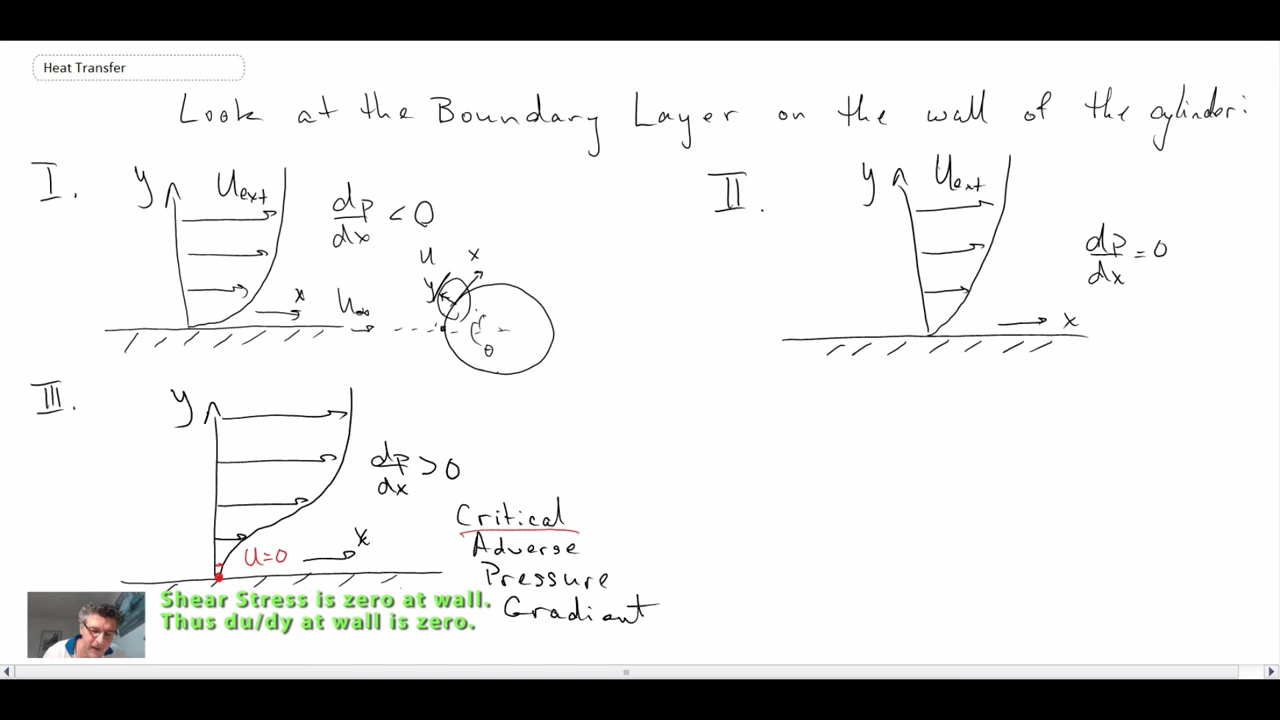 Heat Transfer
Look at the Boundary Layer on the wall of the cylinder:
I.
y
Uext
dp/dx < 0
x
U∞
u
y
x
r
θ
II.
y
Uext
dp/dx = 0
x
III.
y
dp/dx > 0
u=0
x
Critical
Adverse
Pressure
Gradient
Shear Stress is zero at wall.
Thus du/dy at wall is zero.